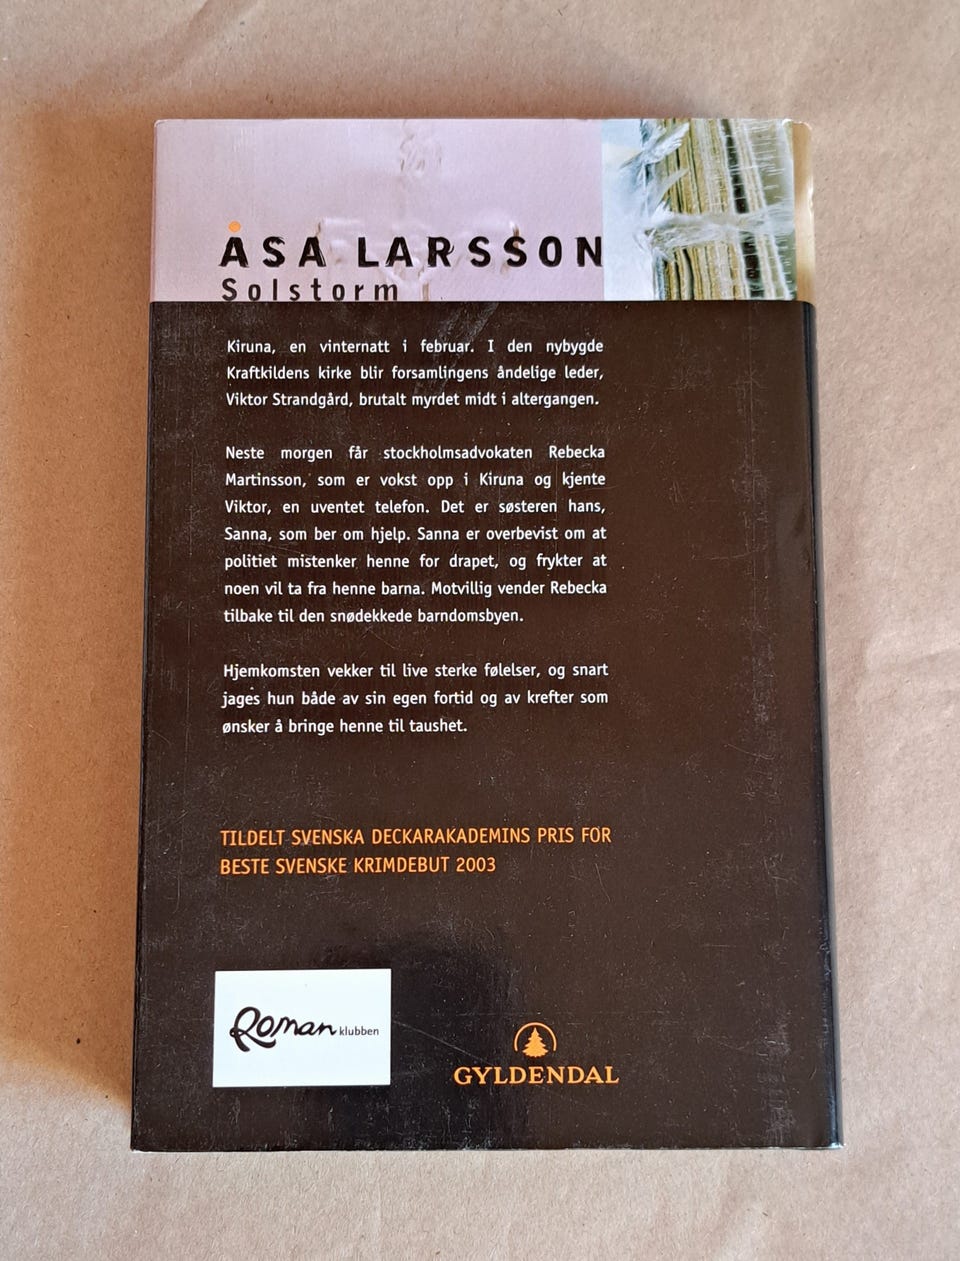 ÅSA LARSSON
Solstorm
Kiruna, en vinternatt i februar. I den nybygde
Kraftkildens kirke blir forsamlingens åndelige leder,
Viktor Strandgård, brutalt myrdet midt i altergangen.
Neste morgen får stockholmsadvokaten Rebecka
Martinsson, som er vokst opp i Kiruna og kjente
Viktor, en uventet telefon. Det er søsteren hans,
Sanna, som ber om hjelp. Sanna er overbevist om at
politiet mistenker henne for drapet, og frykter at
noen vil ta fra henne barna. Motvillig vender Rebecka
tilbake til den snødekkede barndomsbyen.
Hjemkomsten vekker til live sterke følelser, og snart
jages hun både av sin egen fortid og av krefter som
ønsker å bringe henne til taushet.
TILDELT SVENSKA DECKARAKADEMINS PRIS FOR
BESTE SVENSKE KRIMDEBUT 2003
Roman klubben
GYLDENDAL